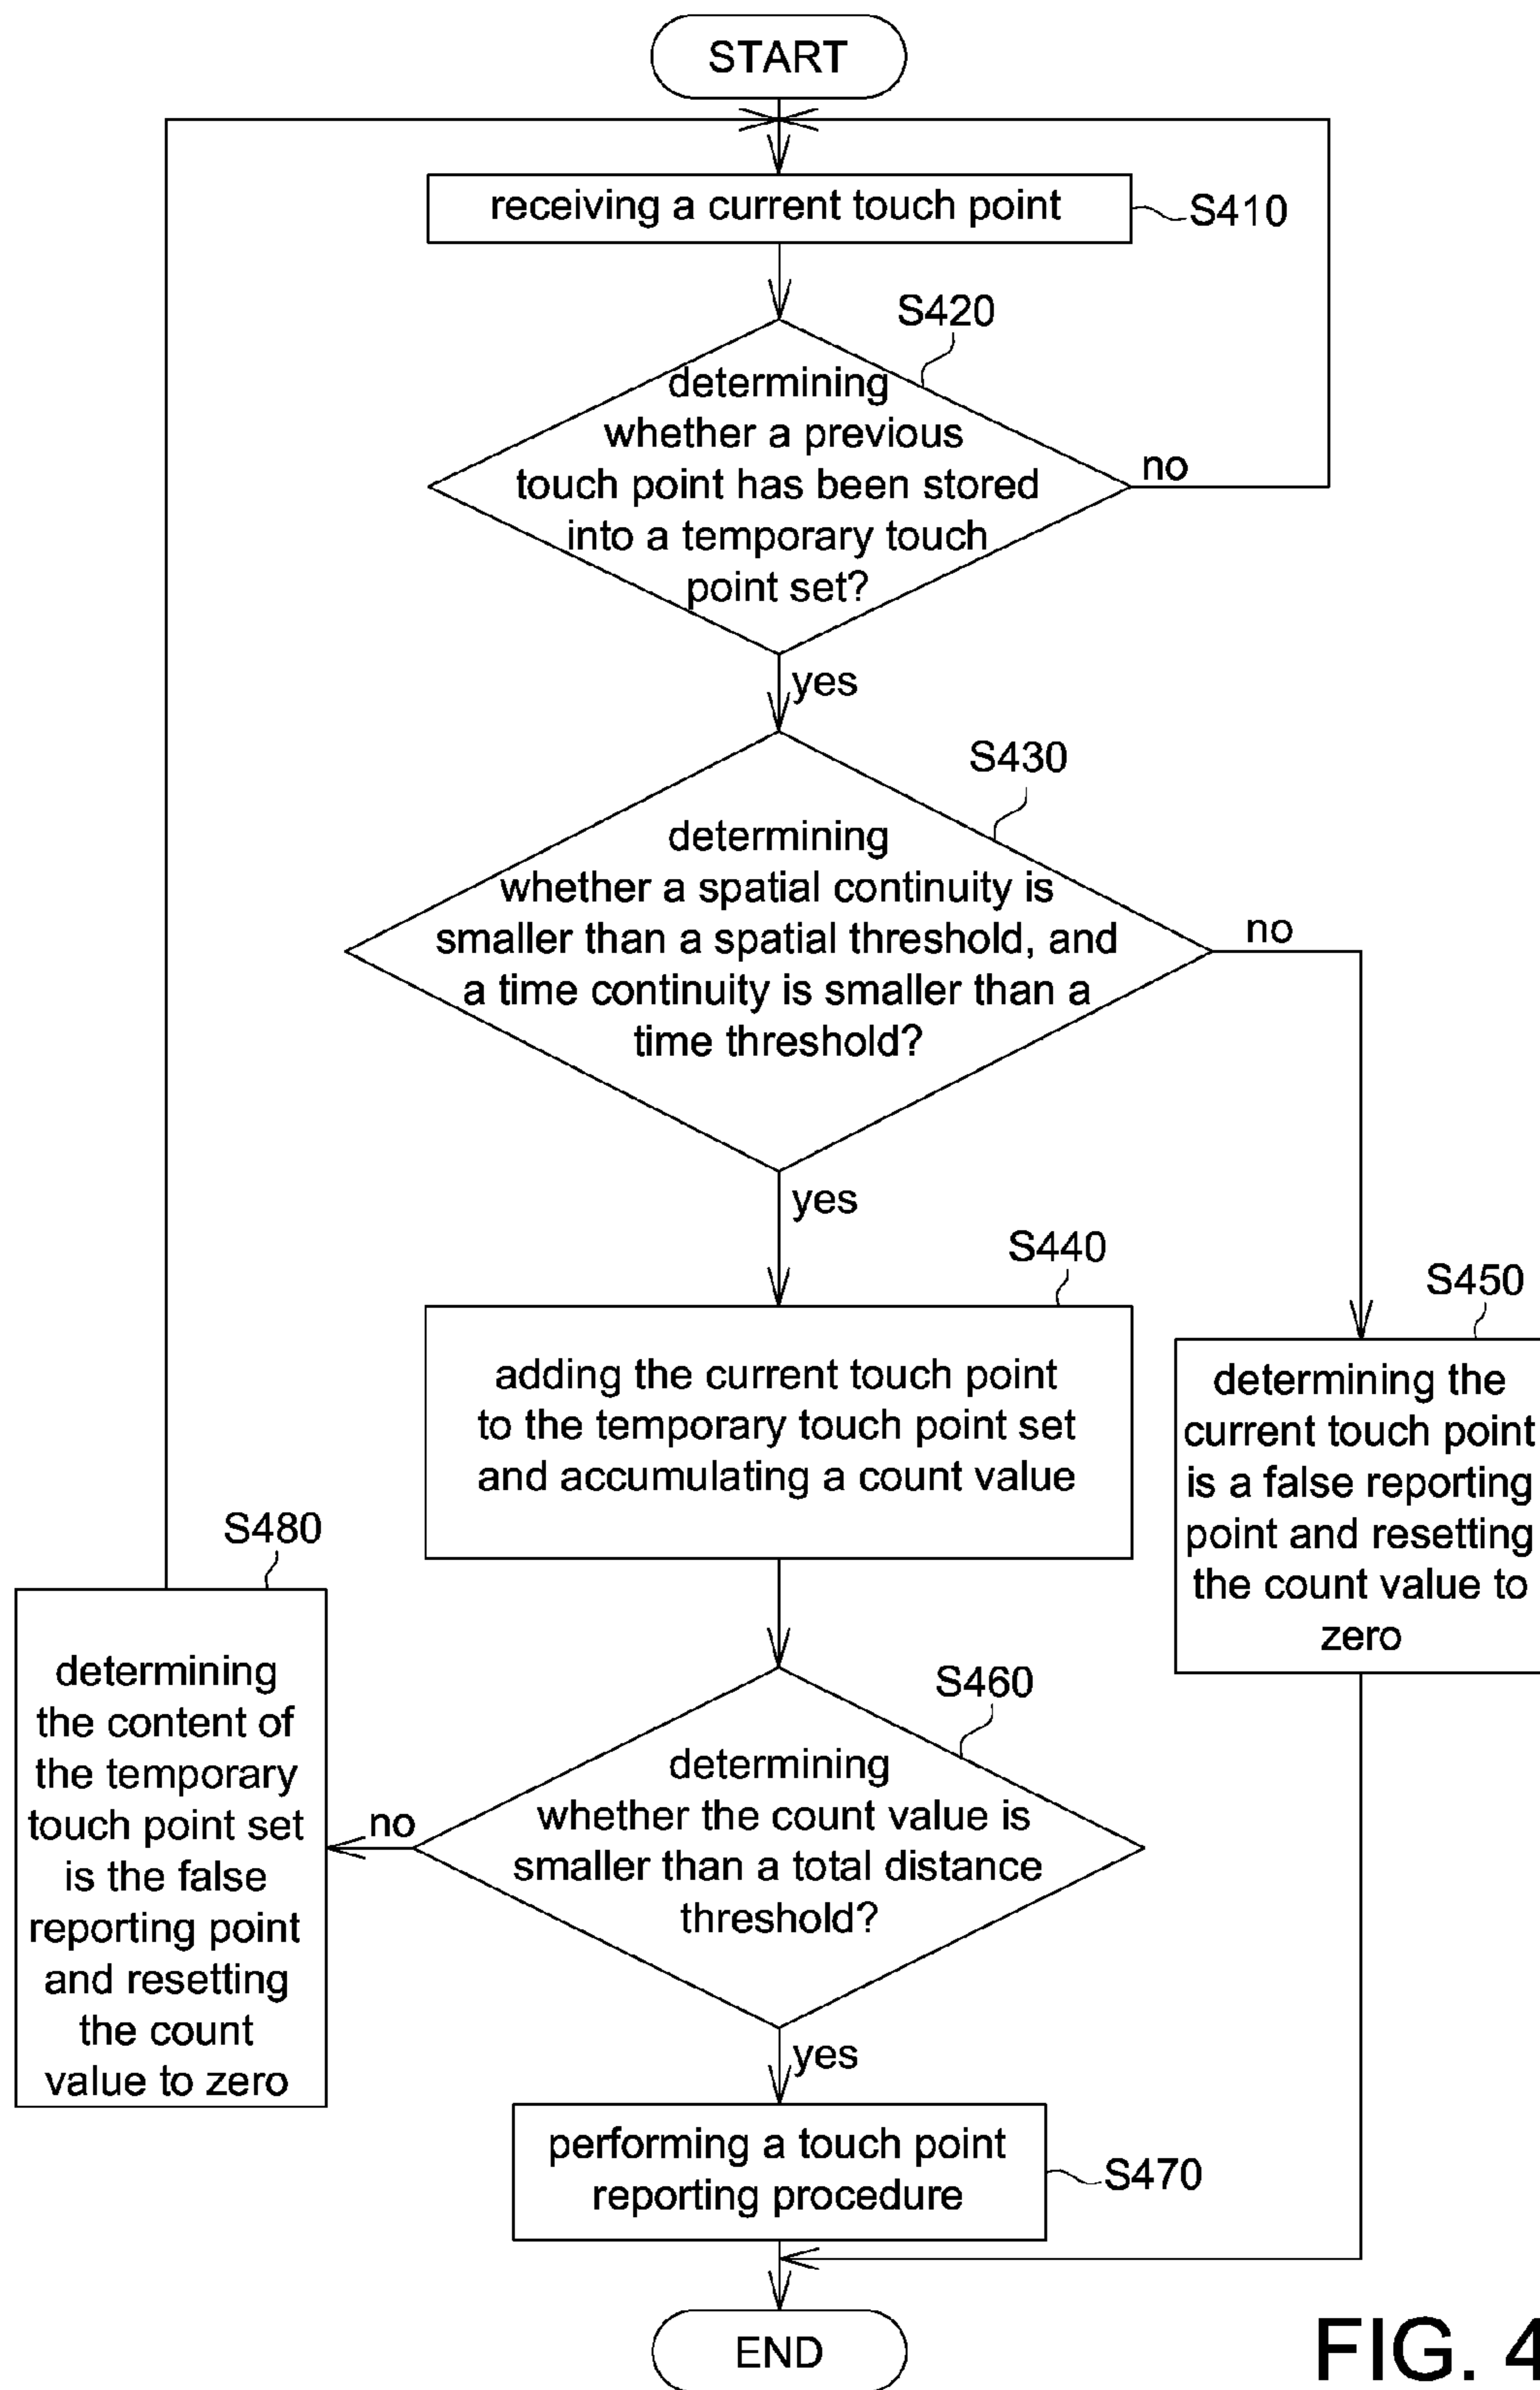 START
receiving a current touch point
S410
S420
determining
whether a previous
touch point has been stored
into a temporary touch
point set?
no
yes
S430
determining
whether a spatial continuity is
smaller than a spatial threshold, and
a time continuity is smaller than a
time threshold?
no
yes
S440
adding the current touch point
to the temporary touch point set
and accumulating a count value
S450
determining the
current touch point
is a false reporting
point and resetting
the count value to
zero
S460
determining
whether the count value is
smaller than a total distance
threshold?
no
S480
determining
the content of
the temporary
touch point set
is the false
reporting point
and resetting
the count
value to zero
yes
performing a touch point
reporting procedure
S470
END
FIG. 4